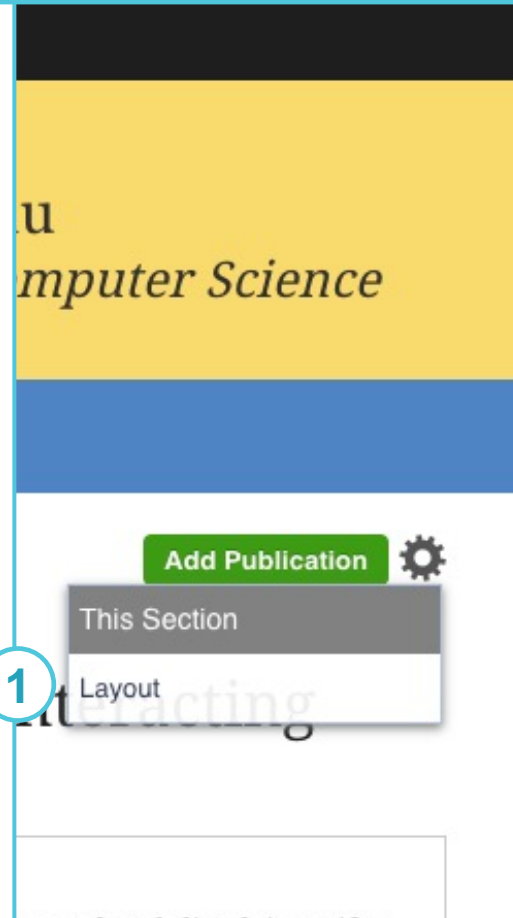 u
mputer Science
Add Publication
This Section
1
Layout
nteracting